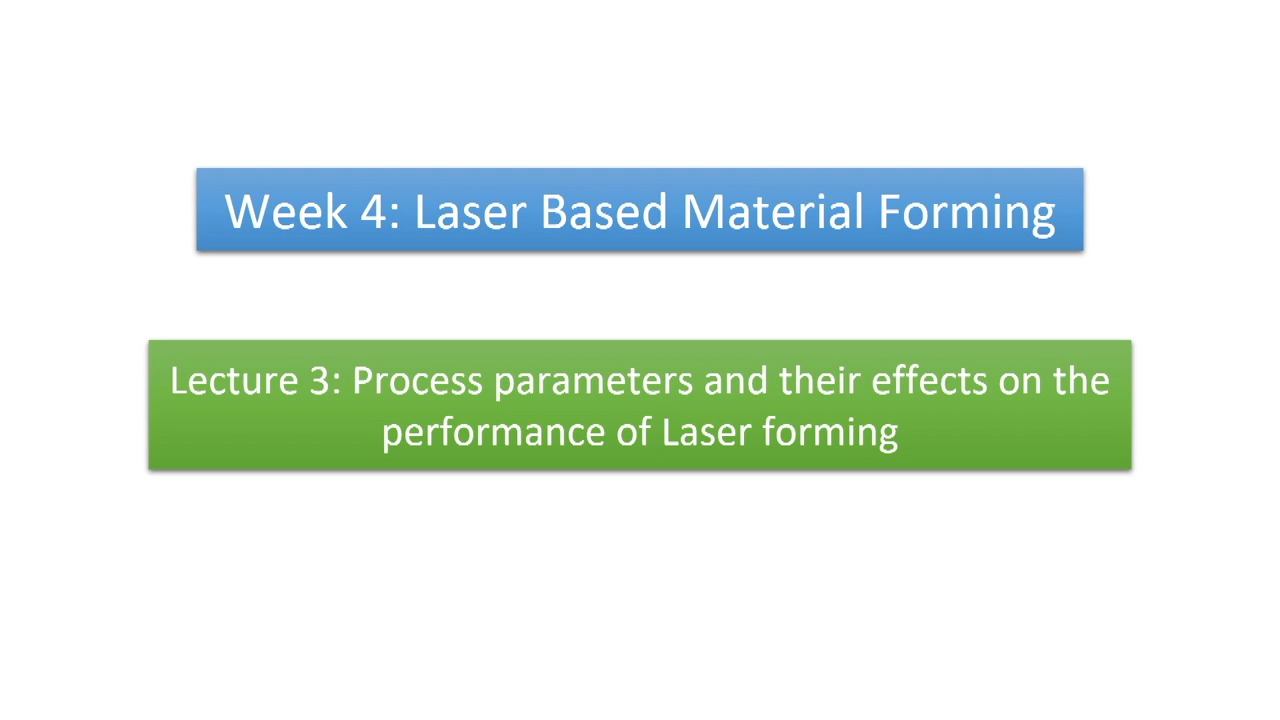 Week 4: Laser Based Material Forming
Lecture 3: Process parameters and their effects on the
performance of Laser forming